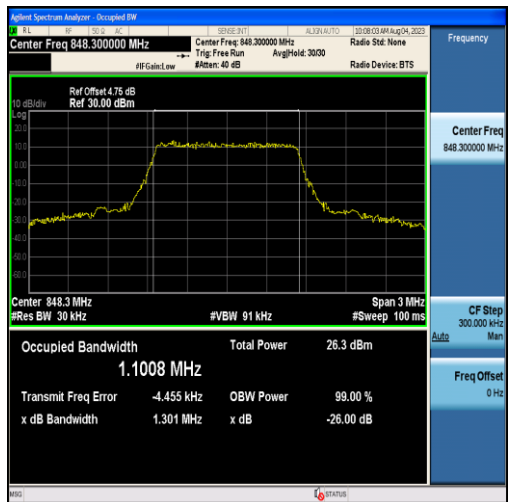 Agilent Spectrum Analyzer - Occupied BW
RL RF 50 Ω AC SENSE:INT ALIGN AUTO 10:08:03 AM Aug 04, 2023
Center Freq 848.300000 MHz
Center Freq: 848.300000 MHz Radio Std: None
Trig: Free Run Avg|Hold: 30/30
#IFGain:Low #Atten: 40 dB Radio Device: BTS
Ref Offset 4.75 dB
10 dB/div Ref 30.00 dBm
Log
20.0
10.0
0.00
-10.0
-20.0
-30.0
-40.0
-50.0
-60.0
Center 848.3 MHz Span 3 MHz
#Res BW 30 kHz #VBW 91 kHz #Sweep 100 ms
Occupied Bandwidth Total Power 26.3 dBm
1.1008 MHz
Transmit Freq Error -4.455 kHz OBW Power 99.00 %
x dB Bandwidth 1.301 MHz x dB -26.00 dB
MSG STATUS
Frequency
Center Freq
848.300000 MHz
CF Step
300.000 kHz
Auto Man
Freq Offset
0 Hz